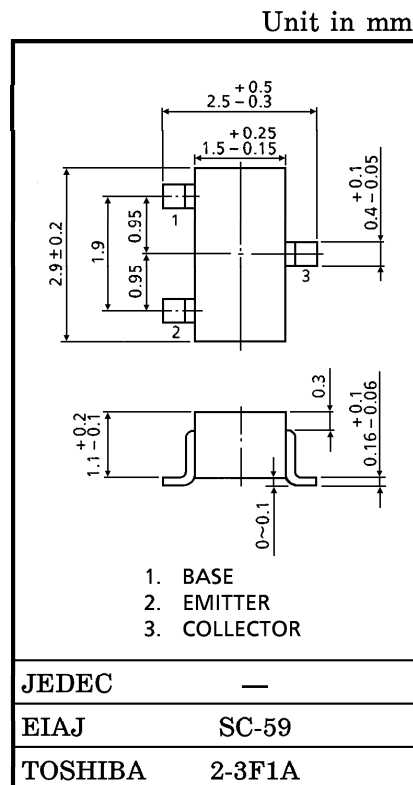 Unit in mm
+0.5
2.5-0.3
+0.25
1.5-0.15
1
2
3
2.9±0.2
1.9
0.95
0.95
+0.1
0.4-0.05
+0.2
1.1-0.1
0.3
+0.1
0.16-0.06
0~0.1
1. BASE
2. EMITTER
3. COLLECTOR
JEDEC —
EIAJ SC-59
TOSHIBA 2-3F1A